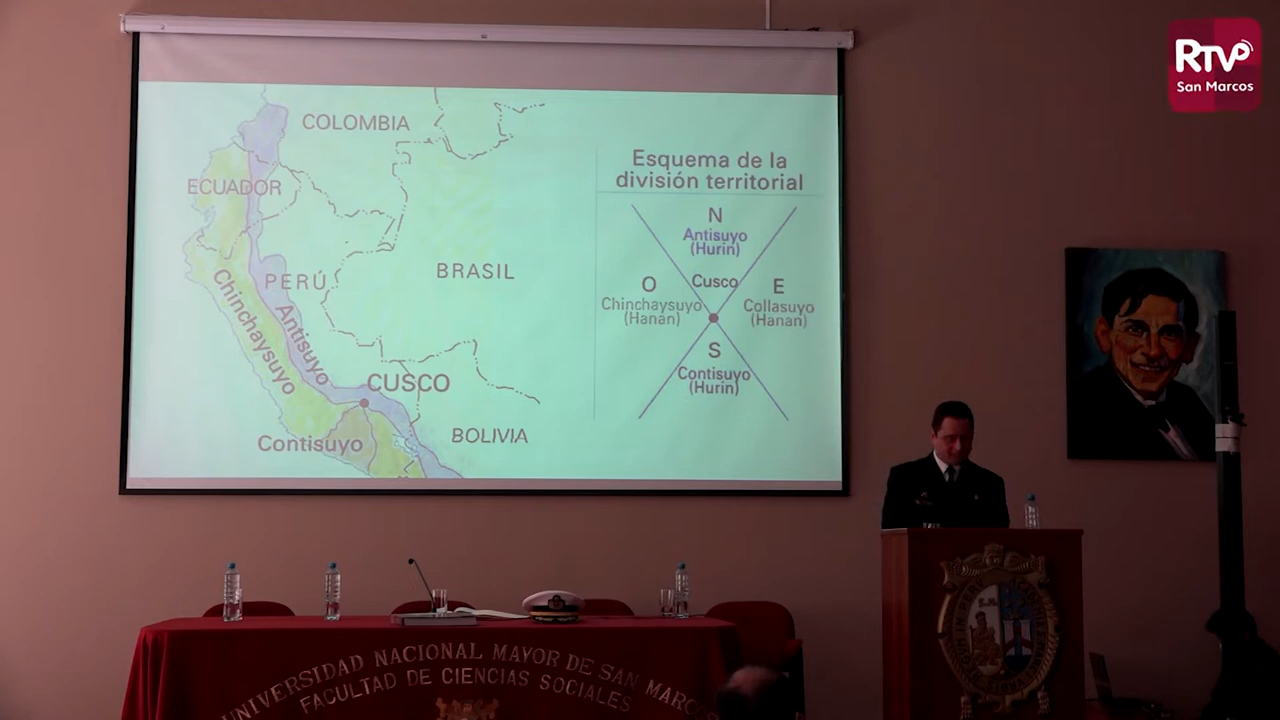 RTVP
San Marcos
COLOMBIA
ECUADOR
PERÚ
BRASIL
Chinchaysuyo
Antisuyo
CUSCO
Contisuyo
BOLIVIA
Esquema de la
división territorial
N
Antisuyo
(Hurin)
Cusco
O
Chinchaysuyo
(Hanan)
E
Collasuyo
(Hanan)
S
Contisuyo
(Hurin)
UNIVERSIDAD NACIONAL MAYOR DE SAN MARCOS
FACULTAD DE CIENCIAS SOCIALES